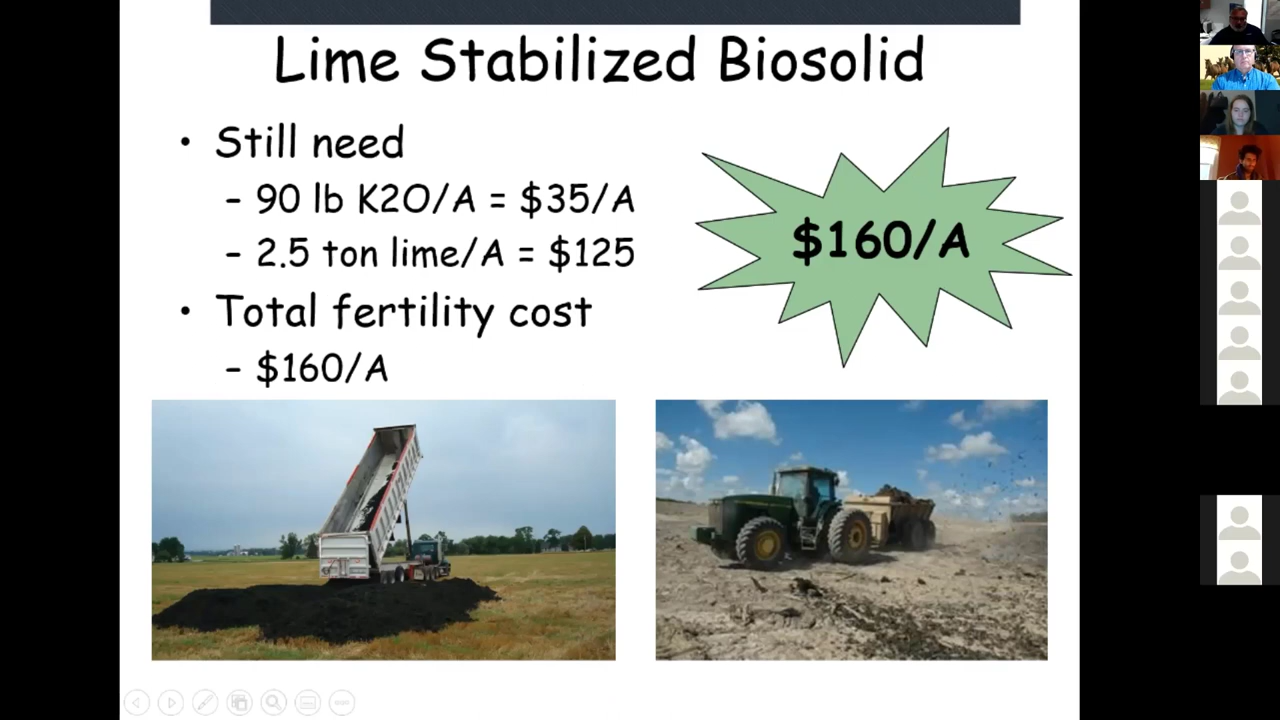 Lime Stabilized Biosolid
• Still need
– 90 lb K2O/A = $35/A
– 2.5 ton lime/A = $125
• Total fertility cost
– $160/A
$160/A